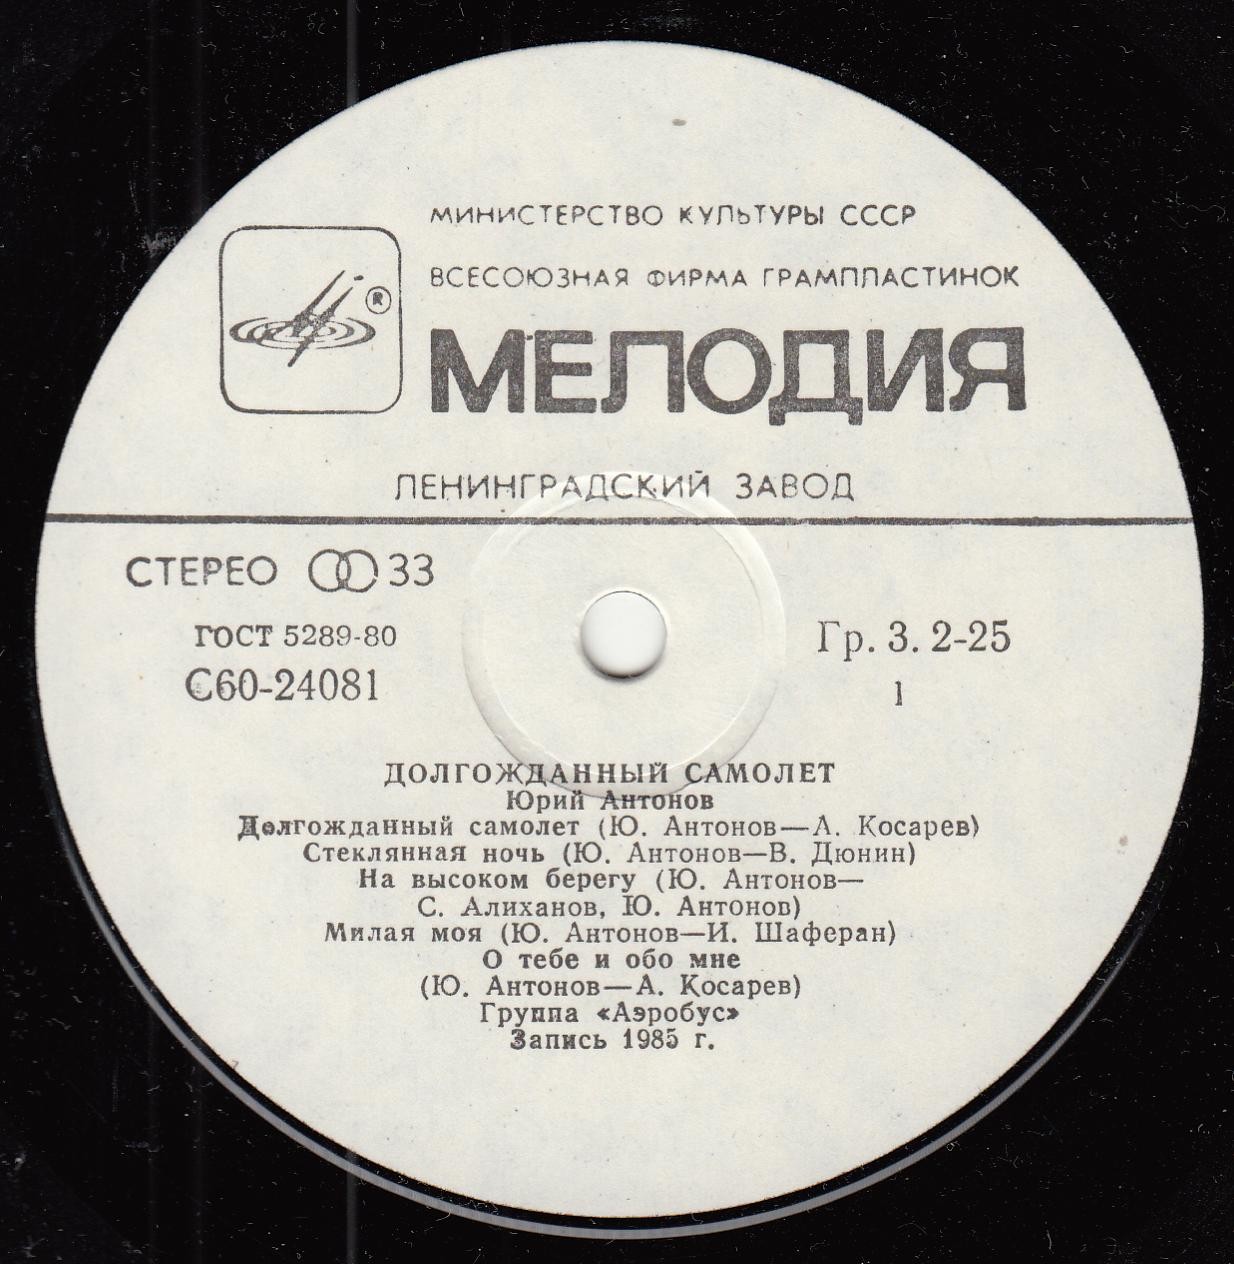 МИНИСТЕРСТВО КУЛЬТУРЫ СССР
ВСЕСОЮЗНАЯ ФИРМА ГРАМПЛАСТИНОК
®
МЕЛОДИЯ
ЛЕНИНГРАДСКИЙ ЗАВОД
СТЕРЕО 33
ГОСТ 5289-80
С60-24081
Гр. 3. 2-25
1
ДОЛГОЖДАННЫЙ САМОЛЕТ
Юрий Антонов
Долгожданный самолет (Ю. Антонов—А. Косарев)
Стеклянная ночь (Ю. Антонов—В. Дюнин)
На высоком берегу (Ю. Антонов—
С. Алиханов, Ю. Антонов)
Милая моя (Ю. Антонов—И. Шаферан)
О тебе и обо мне
(Ю. Антонов—А. Косарев)
Группа «Аэробус»
Запись 1985 г.